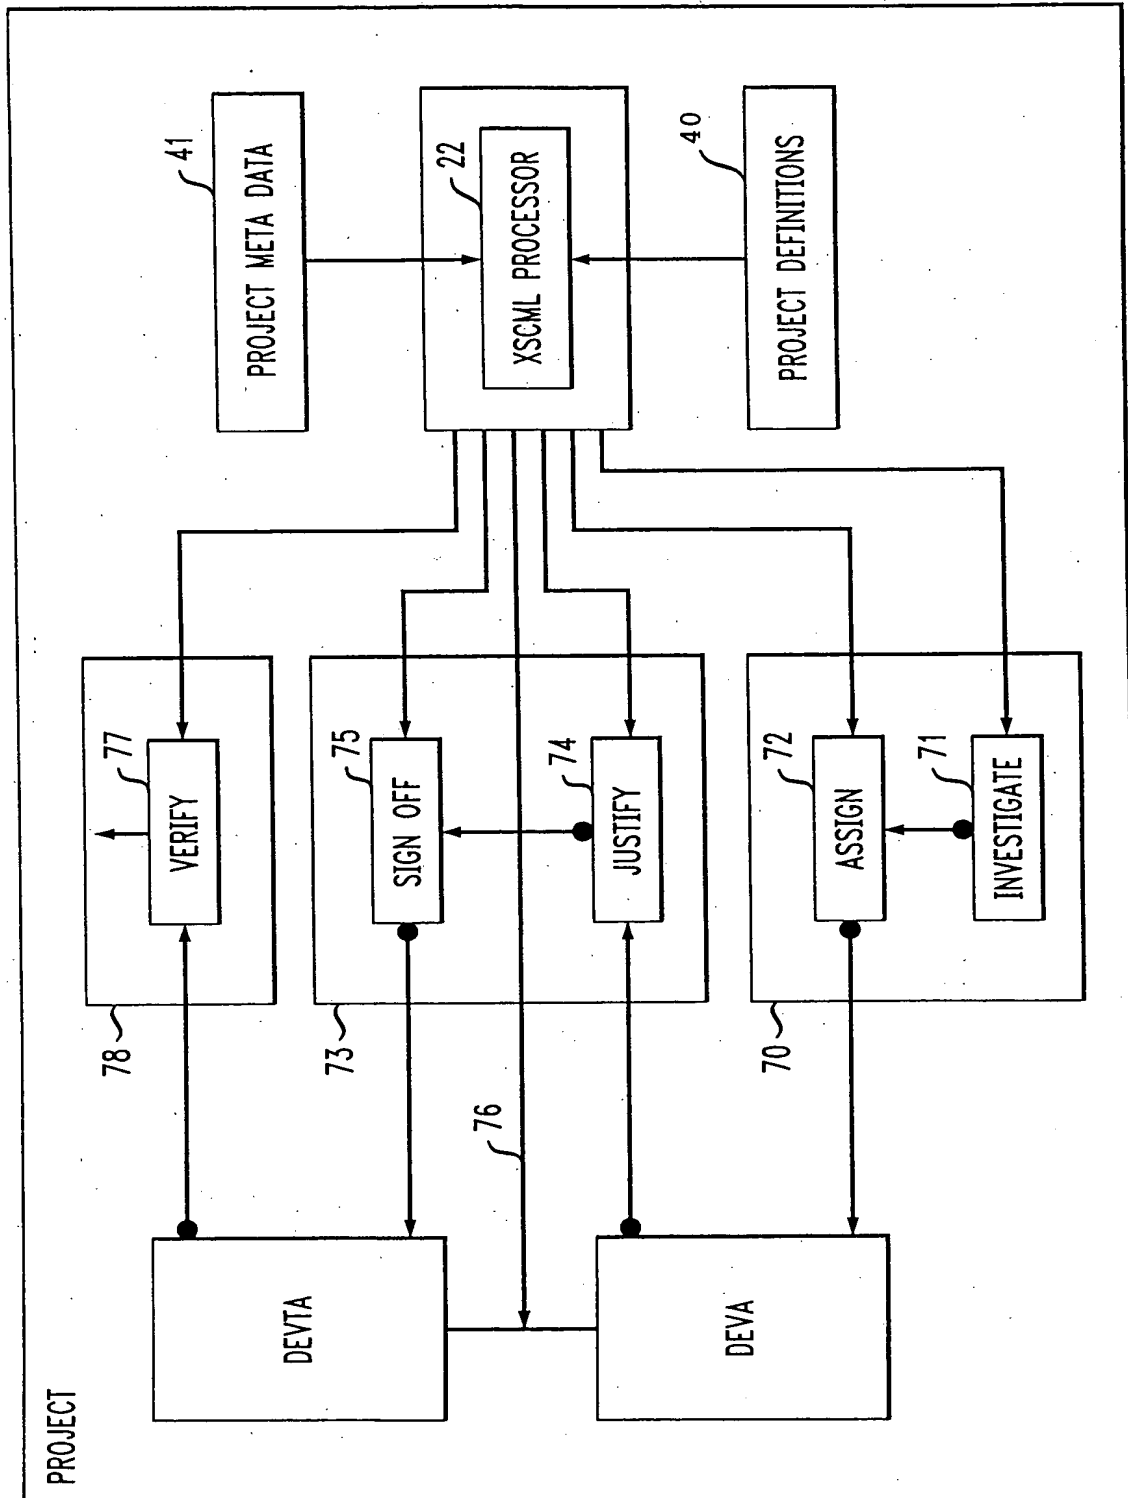 PROJECT
41
PROJECT META DATA
22
XSCML PROCESSOR
40
PROJECT DEFINITIONS
77
VERIFY
78
75
SIGN OFF
74
JUSTIFY
73
72
ASSIGN
71
INVESTIGATE
70
76
DEVTA
DEVA